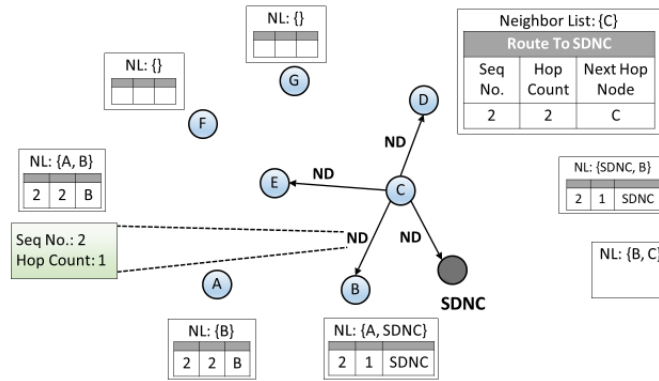 NL: {}
G
NL: {}
F
Neighbor List: {C}
Route To SDNC
Seq No.
Hop Count
Next Hop Node
2 2 C
D
ND
NL: {A, B}
2 2 B
E
ND
C
NL: {SDNC, B}
2 1 SDNC
Seq No.: 2
Hop Count: 1
ND
ND
NL: {B, C}
A
B
SDNC
NL: {B}
2 2 B
NL: {A, SDNC}
2 1 SDNC